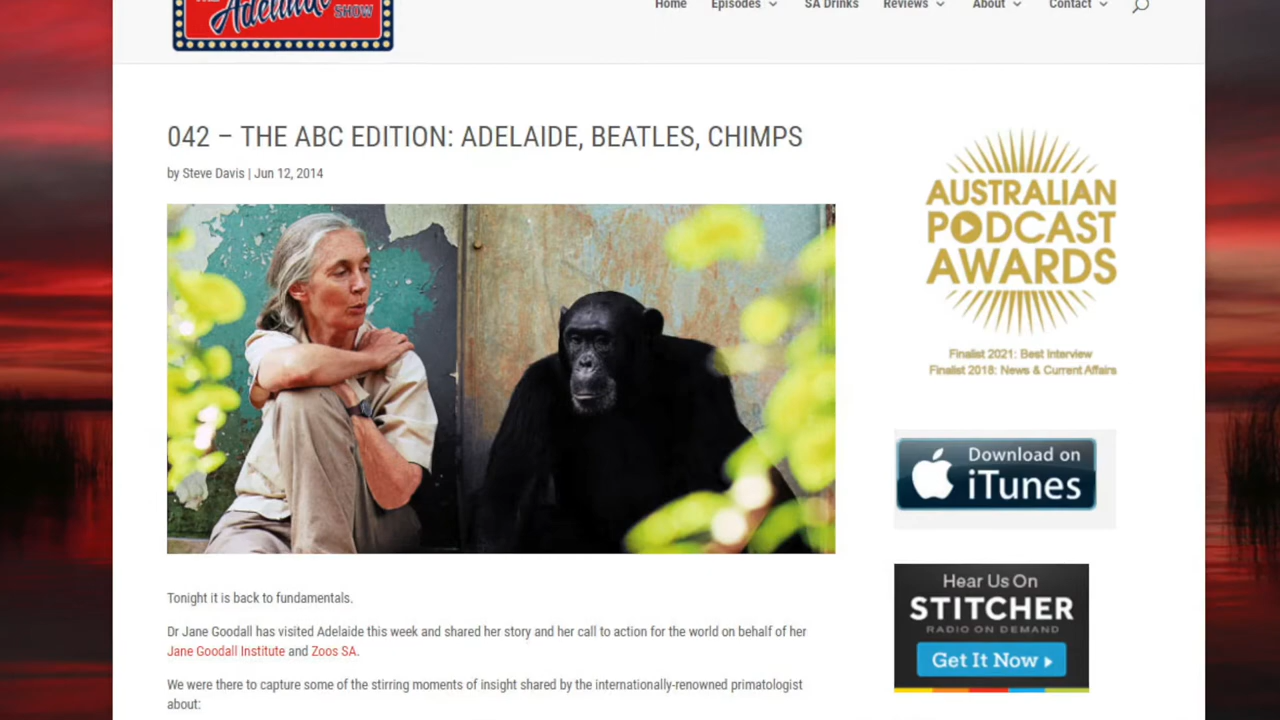 Adelaide
SHOW
Home Episodes SA Drinks Reviews About Contact
042 – THE ABC EDITION: ADELAIDE, BEATLES, CHIMPS
by Steve Davis | Jun 12, 2014
AUSTRALIAN
PODCAST
AWARDS
Finalist 2021: Best Interview
Finalist 2018: News & Current Affairs
Download on
iTunes
Hear Us On
STITCHER
RADIO ON DEMAND
Get It Now
Tonight it is back to fundamentals.
Dr Jane Goodall has visited Adelaide this week and shared her story and her call to action for the world on behalf of her
Jane Goodall Institute and Zoos SA.
We were there to capture some of the stirring moments of insight shared by the internationally-renowned primatologist
about: